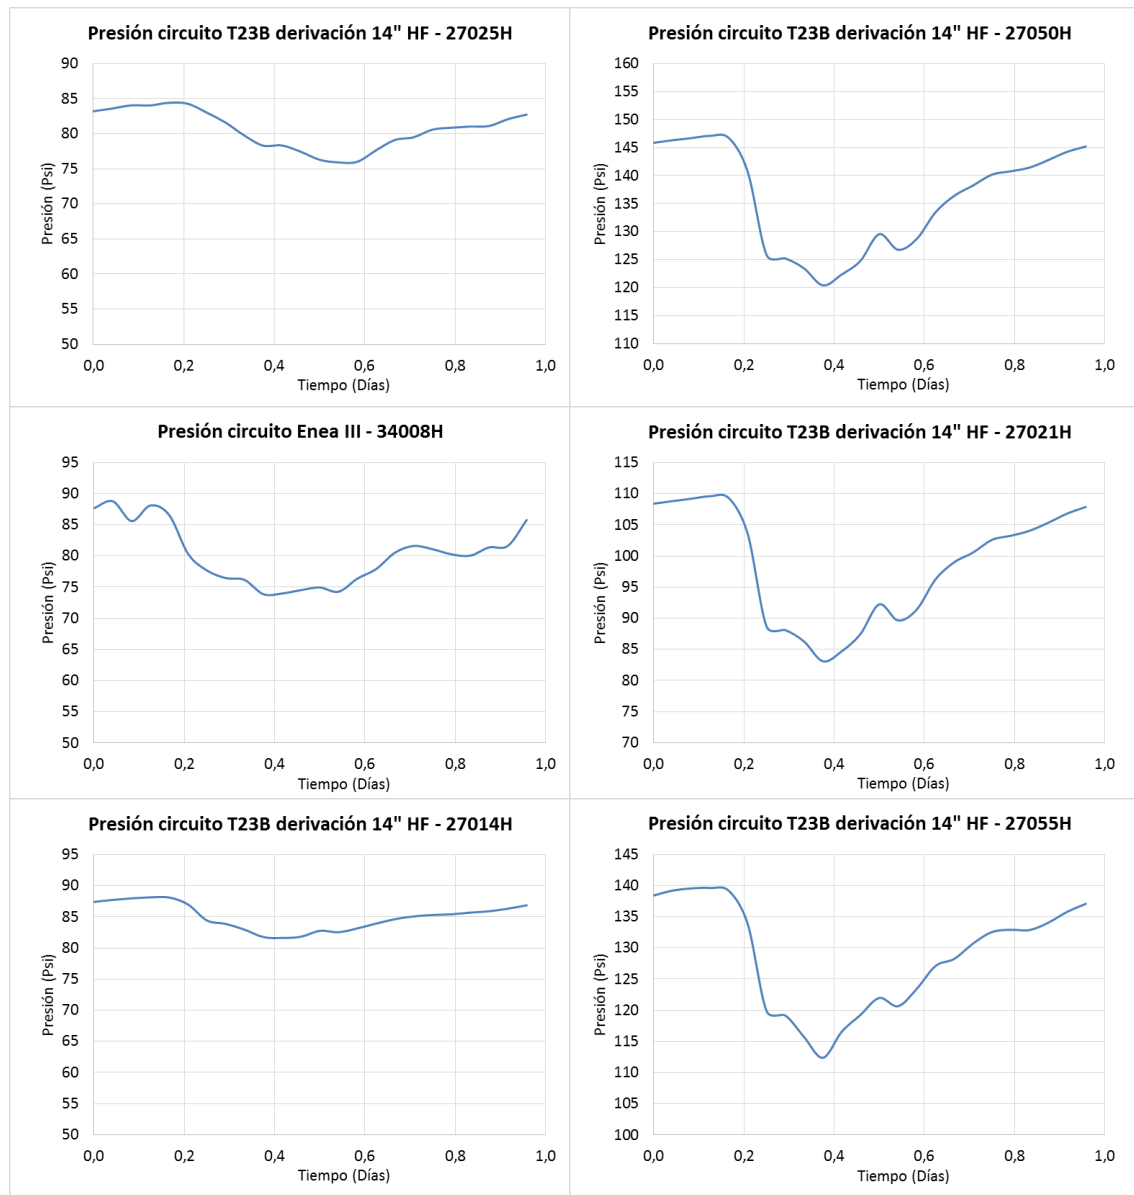 Presión circuito T23B derivación 14" HF - 27025H
Presión (Psi)
90
85
80
75
70
65
60
55
50
0,0 0,2 0,4 0,6 0,8 1,0
Tiempo (Días)
Presión circuito T23B derivación 14" HF - 27050H
Presión (Psi)
160
155
150
145
140
135
130
125
120
115
110
0,0 0,2 0,4 0,6 0,8 1,0
Tiempo (Días)
Presión circuito Enea III - 34008H
Presión (Psi)
95
90
85
80
75
70
65
60
55
50
0,0 0,2 0,4 0,6 0,8 1,0
Tiempo (Días)
Presión circuito T23B derivación 14" HF - 27021H
Presión (Psi)
115
110
105
100
95
90
85
80
75
70
0,0 0,2 0,4 0,6 0,8 1,0
Tiempo (Días)
Presión circuito T23B derivación 14" HF - 27014H
Presión (Psi)
95
90
85
80
75
70
65
60
55
50
0,0 0,2 0,4 0,6 0,8 1,0
Tiempo (Días)
Presión circuito T23B derivación 14" HF - 27055H
Presión (Psi)
145
140
135
130
125
120
115
110
105
100
0,0 0,2 0,4 0,6 0,8 1,0
Tiempo (Días)